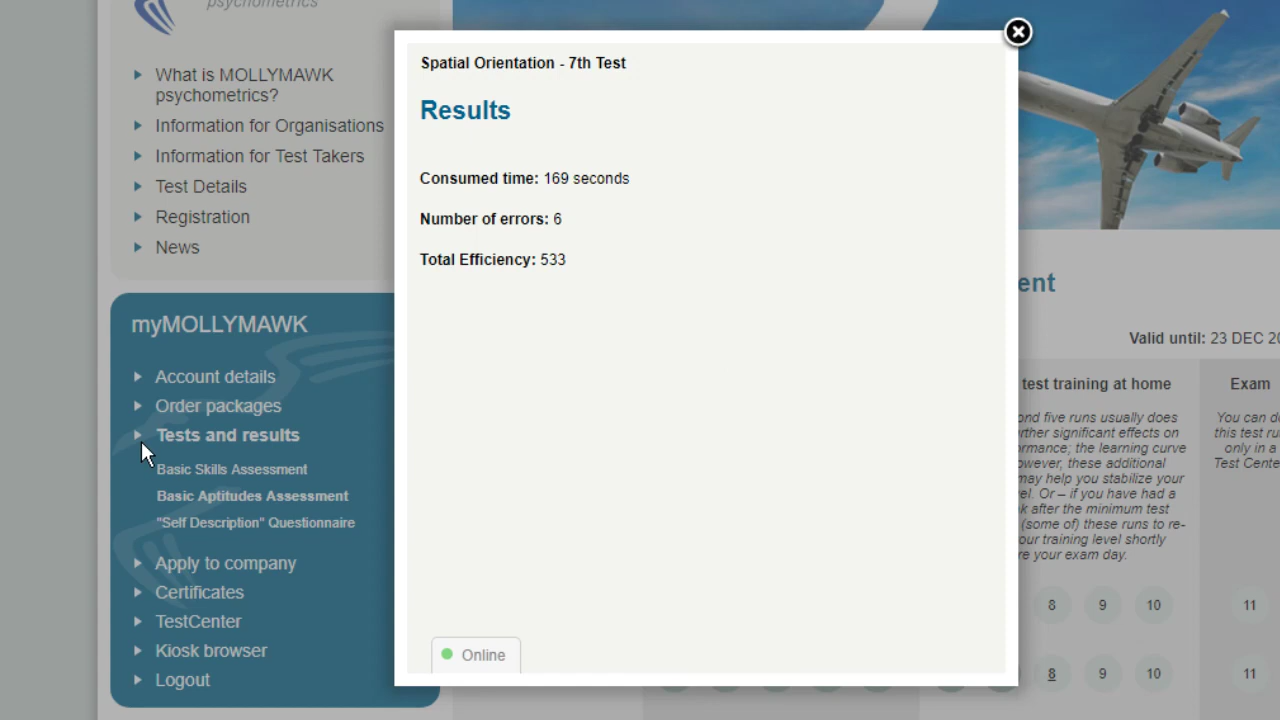 psychometrics
What is MOLLYMAWK
psychometrics?
Information for Organisations
Information for Test Takers
Test Details
Registration
News
myMOLLYMAWK
Account details
Order packages
Tests and results
Basic Skills Assessment
Basic Aptitudes Assessment
"Self Description" Questionnaire
Apply to company
Certificates
TestCenter
Kiosk browser
Logout
Spatial Orientation - 7th Test
Results
Consumed time: 169 seconds
Number of errors: 6
Total Efficiency: 533
Online
ent
Valid until: 23 DEC 20
test training at home
ond five runs usually does
rther significant effects on
rmance; the learning curve
owever, these additional
may help you stabilize your
el. Or – if you have had a
k after the minimum test
(some of) these runs to re-
our training level shortly
re your exam day.
Exam
You can do
this test ru
only in a
Test Cente
8 9 10 11
8 9 10 11